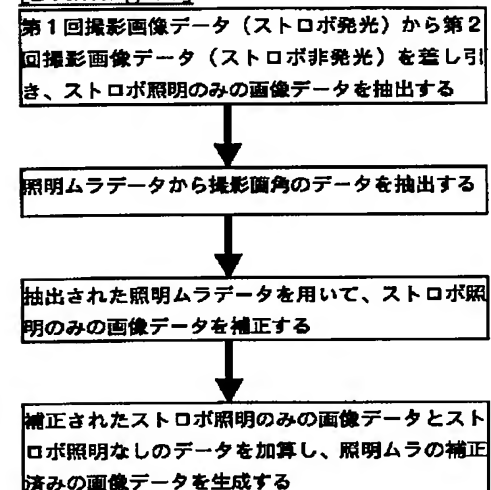 第1回撮影画像データ（ストロボ発光）から第2
回撮影画像データ（ストロボ非発光）を差し引
き、ストロボ照明のみの画像データを抽出する
照明ムラデータから撮影画角のデータを抽出する
抽出された照明ムラデータを用いて、ストロボ照
明のみの画像データを補正する
補正されたストロボ照明のみの画像データとスト
ロボ照明なしのデータを加算し、照明ムラの補正
済みの画像データを生成する